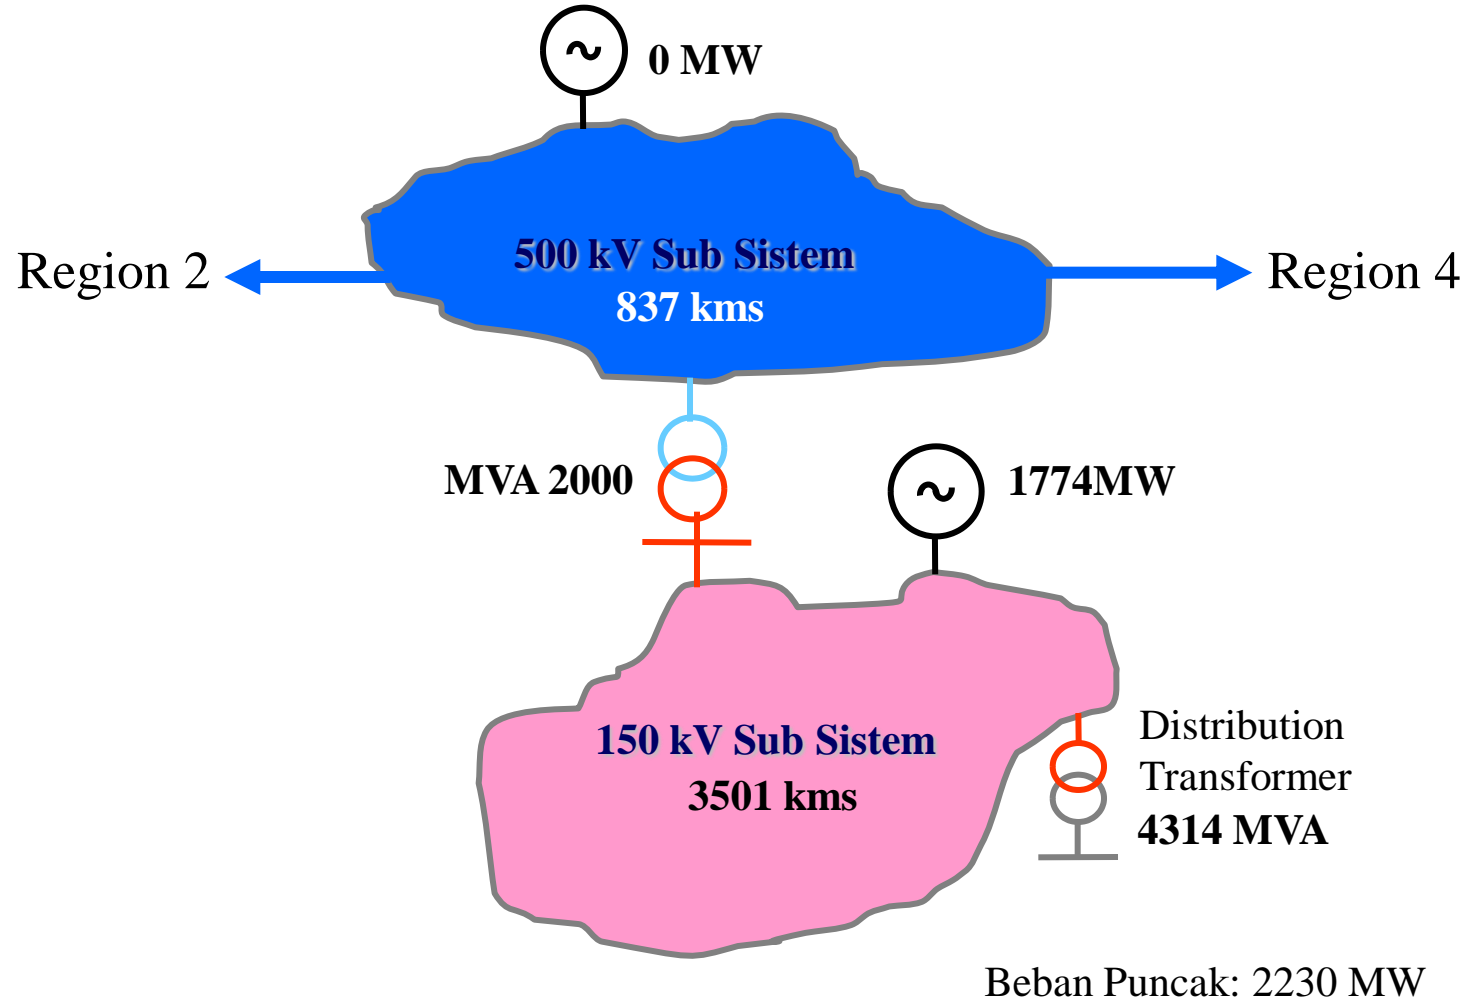 0 MW
500 kV Sub Sistem
837 kms
Region 2
Region 4
MVA 2000
1774MW
150 kV Sub Sistem
3501 kms
Distribution
Transformer
4314 MVA
Beban Puncak: 2230 MW